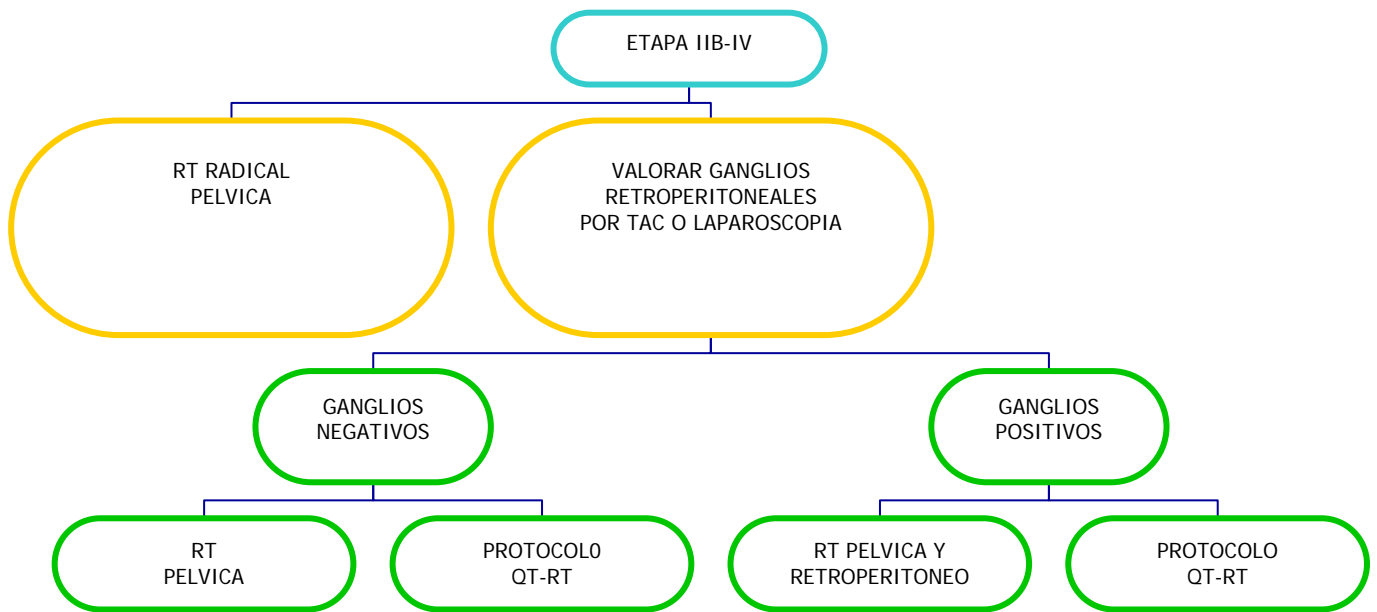 ETAPA IIB-IV
RT RADICAL
PELVICA
VALORAR GANGLIOS
RETROPERITONEALES
POR TAC O LAPAROSCOPIA
GANGLIOS
NEGATIVOS
GANGLIOS
POSITIVOS
RT
PELVICA
PROTOCOL0
QT-RT
RT PELVICA Y
RETROPERITONEO
PROTOCOLO
QT-RT